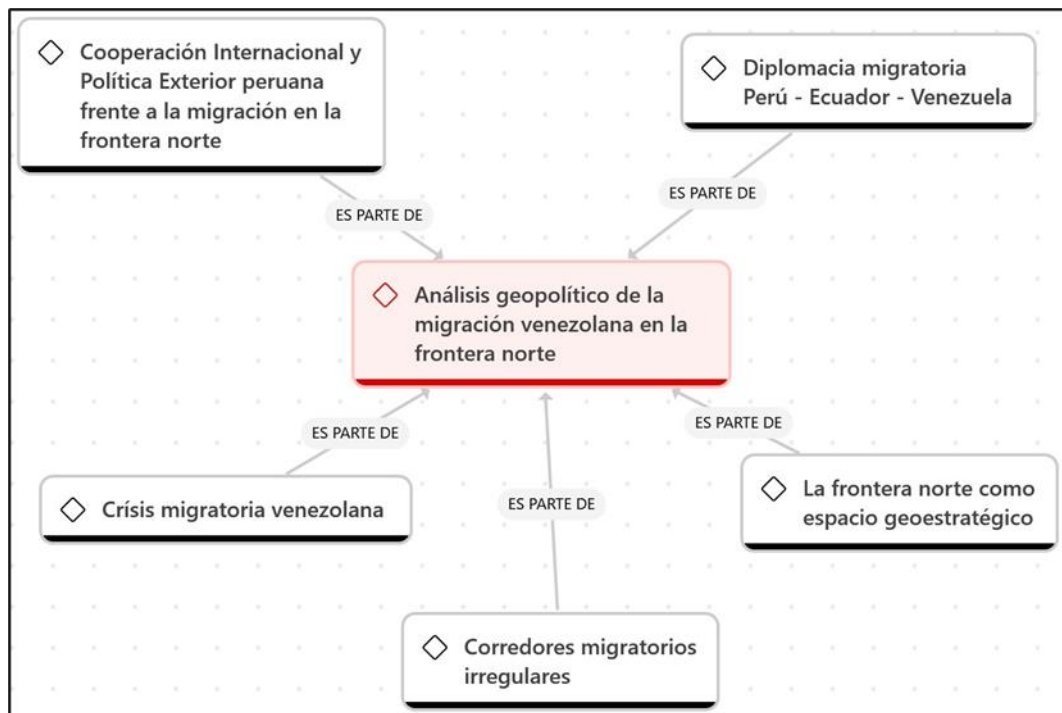 Cooperación Internacional y
Política Exterior peruana
frente a la migración en la
frontera norte
Diplomacia migratoria
Perú - Ecuador - Venezuela
ES PARTE DE
ES PARTE DE
Análisis geopolítico de la
migración venezolana en la
frontera norte
ES PARTE DE
ES PARTE DE
ES PARTE DE
Crísis migratoria venezolana
La frontera norte como
espacio geoestratégico
Corredores migratorios
irregulares